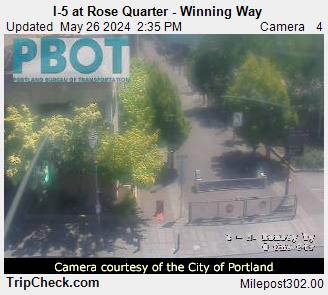 I-5 at Rose Quarter - Winning Way
Updated May 26 2024 2:35 PM Camera 4
PBOT
PORTLAND BUREAU OF TRANSPORTATION
Camera courtesy of the City of Portland
TripCheck.com Milepost302.00